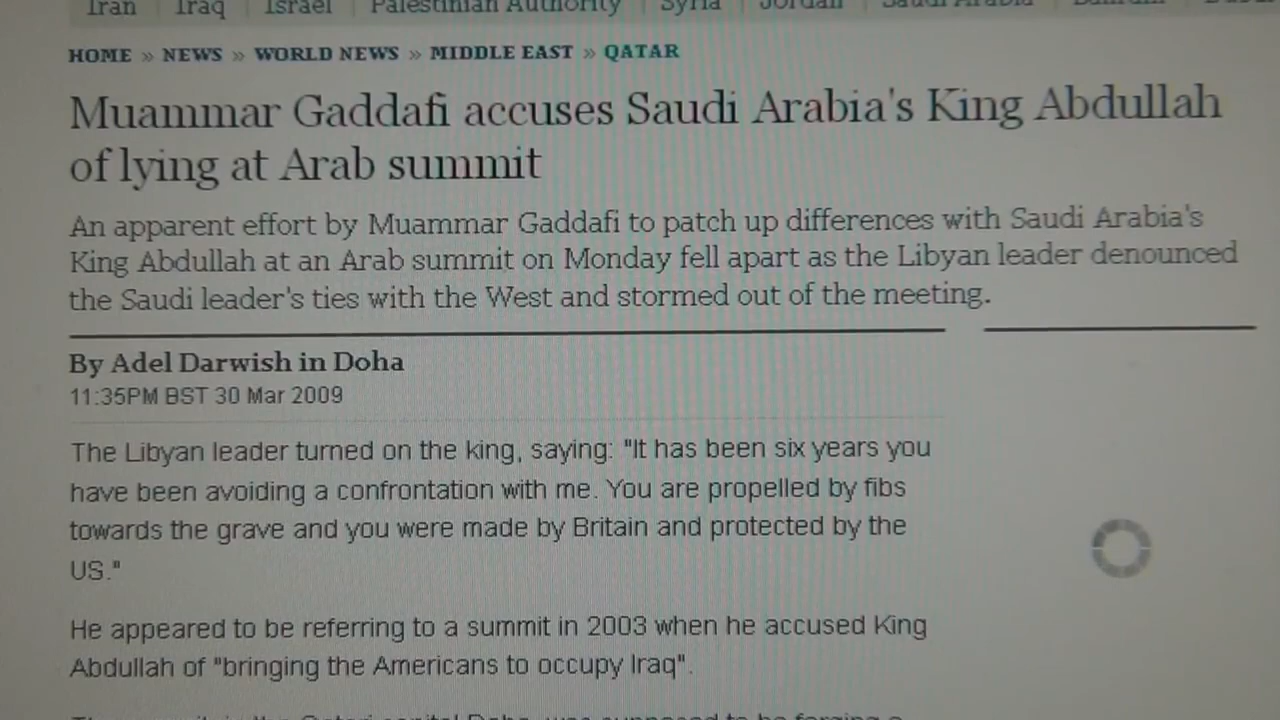 Iran | Iraq | Israel | Palestinian Authority | Syria | Jordan | Saudi Arabia
HOME » NEWS » WORLD NEWS » MIDDLE EAST » QATAR
Muammar Gaddafi accuses Saudi Arabia's King Abdullah
of lying at Arab summit
An apparent effort by Muammar Gaddafi to patch up differences with Saudi Arabia's
King Abdullah at an Arab summit on Monday fell apart as the Libyan leader denounced
the Saudi leader's ties with the West and stormed out of the meeting.
By Adel Darwish in Doha
11:35PM BST 30 Mar 2009
The Libyan leader turned on the king, saying: "It has been six years you
have been avoiding a confrontation with me. You are propelled by fibs
towards the grave and you were made by Britain and protected by the
US."
He appeared to be referring to a summit in 2003 when he accused King
Abdullah of "bringing the Americans to occupy Iraq".